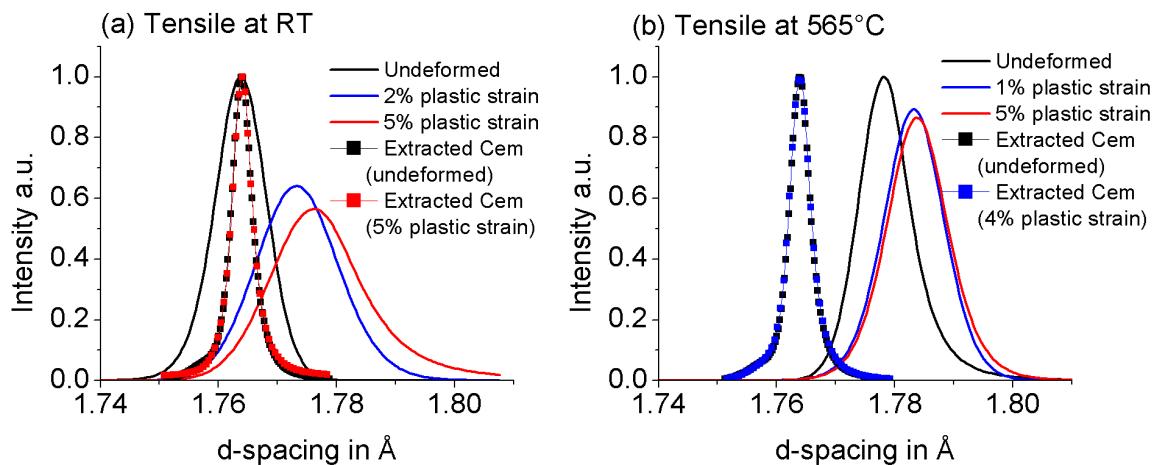 (a) Tensile at RT
Undeformed
2% plastic strain
5% plastic strain
Extracted Cem
(undeformed)
Extracted Cem
(5% plastic strain)
1.0
0.8
0.6
0.4
0.2
0.0
Intensity a.u.
1.74
1.76
1.78
1.80
d-spacing in Å
(b) Tensile at 565°C
Undeformed
1% plastic strain
5% plastic strain
Extracted Cem
(undeformed)
Extracted Cem
(4% plastic strain)
1.0
0.8
0.6
0.4
0.2
0.0
Intensity a.u.
1.74
1.76
1.78
1.80
d-spacing in Å